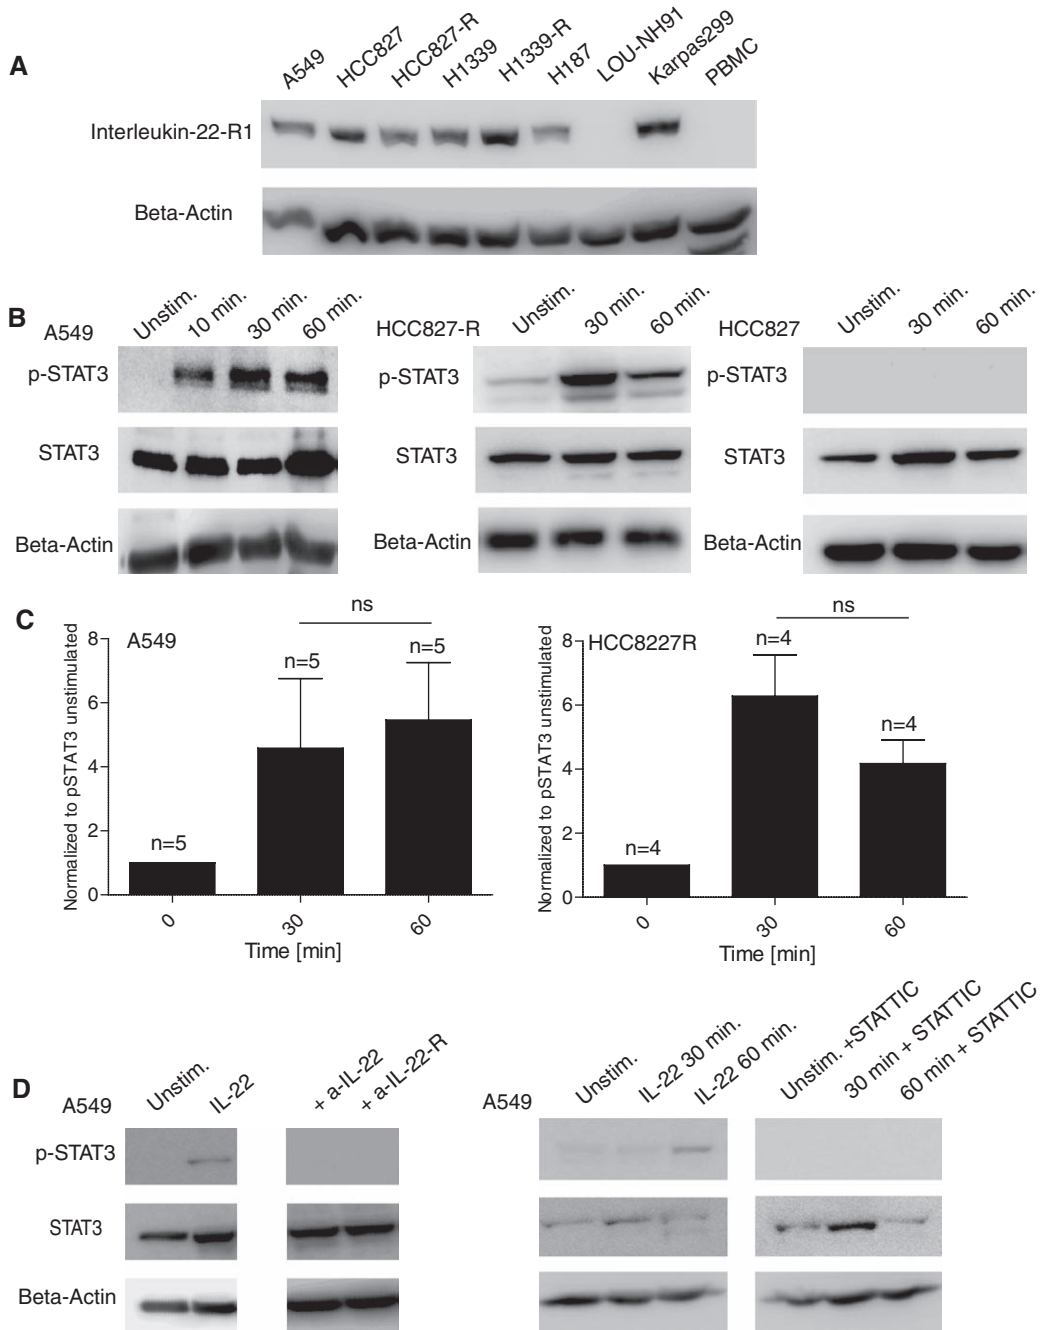 A
A549
HCC827
HCC827-R
H1339
H1339-R
H187
LOU-NH91
Karpas299
PBMC
Interleukin-22-R1
Beta-Actin
B
A549
Unstim.
10 min.
30 min.
60 min.
p-STAT3
STAT3
Beta-Actin
HCC827-R
Unstim.
30 min.
60 min.
p-STAT3
STAT3
Beta-Actin
HCC827
Unstim.
30 min.
60 min.
p-STAT3
STAT3
Beta-Actin
C
A549
Normalized to pSTAT3 unstimulated
8
6
4
2
0
n=5
n=5
n=5
ns
0
30
60
Time [min]
HCC8227R
Normalized to pSTAT3 unstimulated
8
6
4
2
0
n=4
n=4
n=4
ns
0
30
60
Time [min]
D
A549
Unstim.
IL-22
+ a-IL-22
+ a-IL-22-R
p-STAT3
STAT3
Beta-Actin
A549
Unstim.
IL-22 30 min.
IL-22 60 min.
Unstim. +STATTIC
30 min + STATTIC
60 min + STATTIC